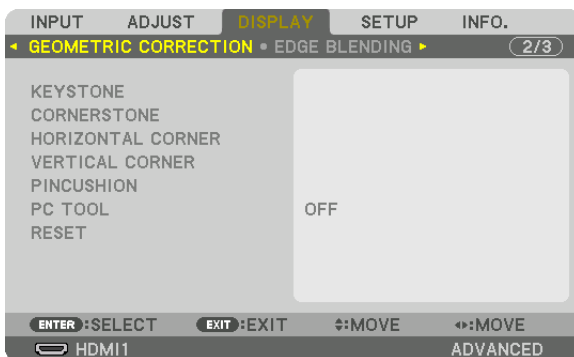 INPUT ADJUST DISPLAY SETUP INFO.
◂ GEOMETRIC CORRECTION ● EDGE BLENDING ▸ 2/3
KEYSTONE
CORNERSTONE
HORIZONTAL CORNER
VERTICAL CORNER
PINCUSHION
PC TOOL OFF
RESET
ENTER :SELECT EXIT :EXIT ⬍:MOVE ⬌:MOVE
HDMI1 ADVANCED